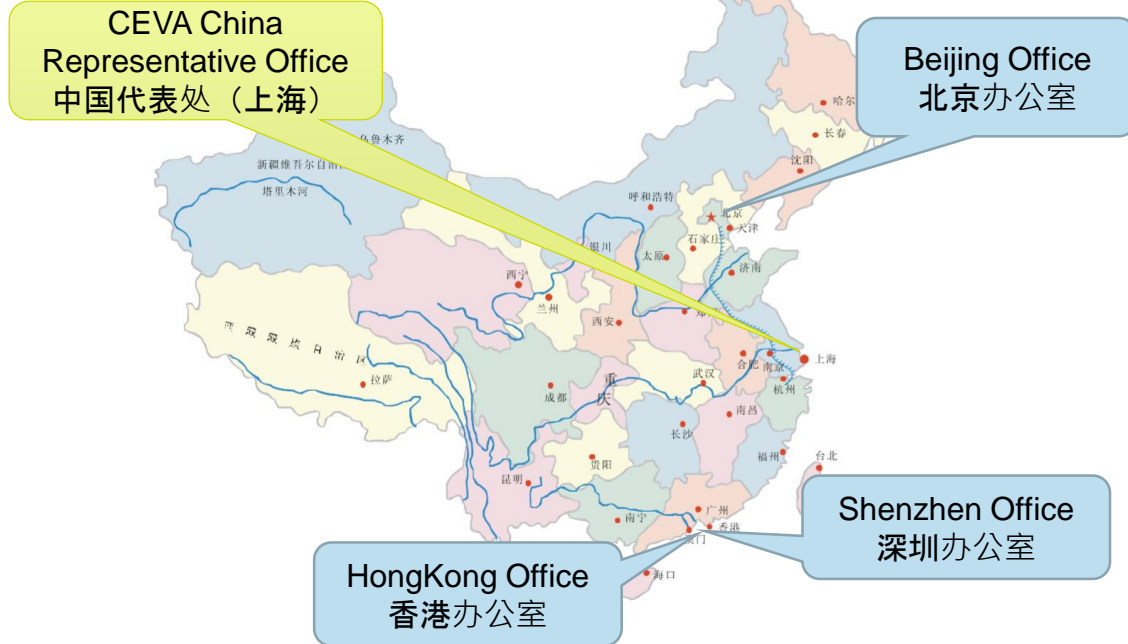 CEVA China
Representative Office
中国代表处（上海）
Beijing Office
北京办公室
哈尔
长春
乌鲁木齐
沈阳
新疆维吾尔自治
塔里木河
呼和浩特
北京
天津
银川
石家庄
太原
济南
西宁
兰州
西安
上海
合肥
南京
西藏藏族自治区
拉萨
成都
重庆
武汉
杭州
南昌
长沙
贵阳
福州
台北
昆明
广州
香港
南宁
Shenzhen Office
深圳办公室
HongKong Office
香港办公室
海口